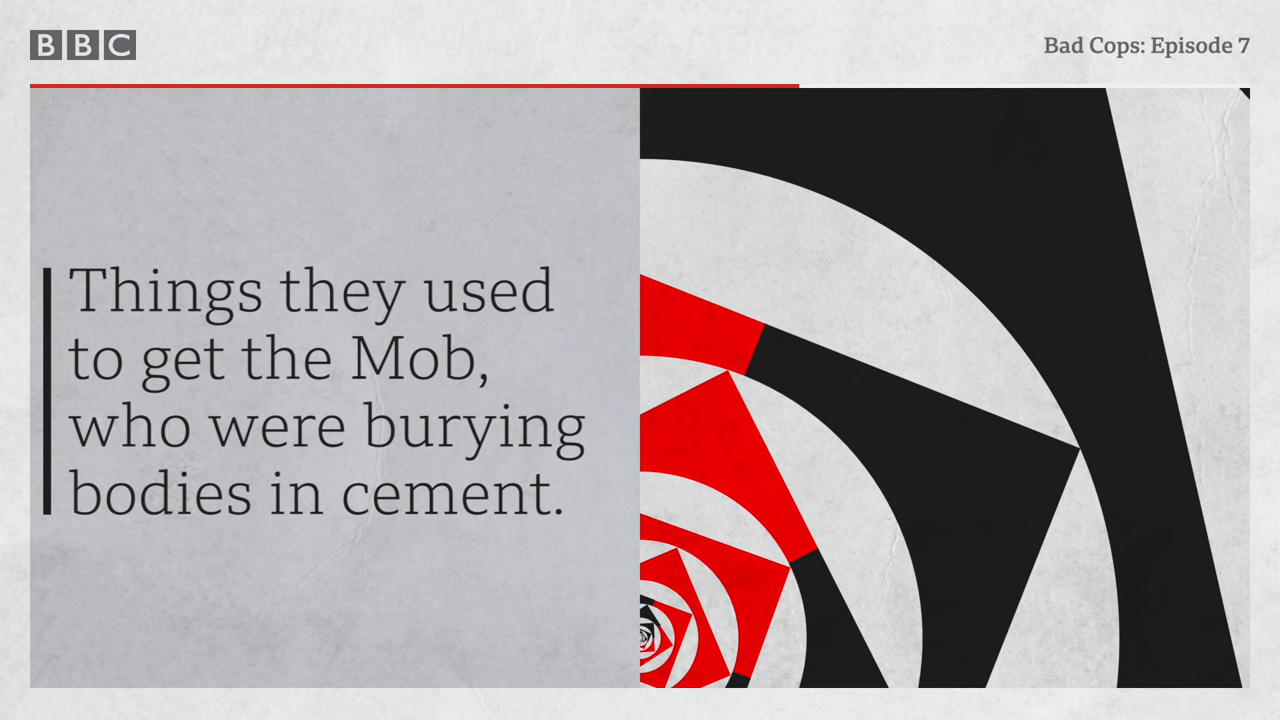 BBC
Bad Cops: Episode 7
Things they used
to get the Mob,
who were burying
bodies in cement.